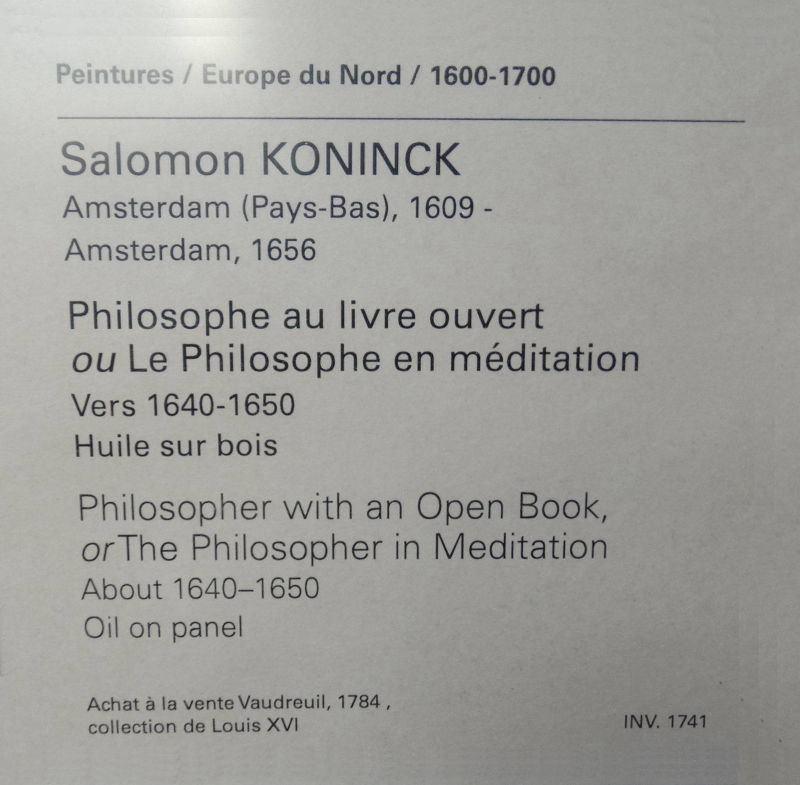 Peintures / Europe du Nord / 1600-1700
Salomon KONINCK
Amsterdam (Pays-Bas), 1609 -
Amsterdam, 1656
Philosophe au livre ouvert
ou Le Philosophe en méditation
Vers 1640-1650
Huile sur bois
Philosopher with an Open Book,
or The Philosopher in Meditation
About 1640–1650
Oil on panel
Achat à la vente Vaudreuil, 1784 ,
collection de Louis XVI
INV. 1741